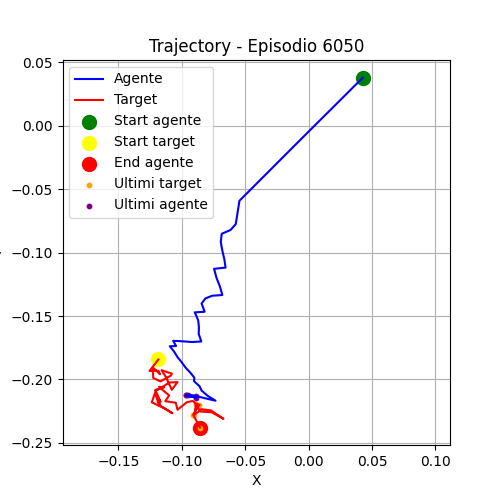 Trajectory - Episodio 6050
0.05
0.00
−0.05
−0.10
−0.15
−0.20
−0.25
Agente
Target
Start agente
Start target
End agente
Ultimi target
Ultimi agente
−0.15 −0.10 −0.05 0.00 0.05 0.10
X